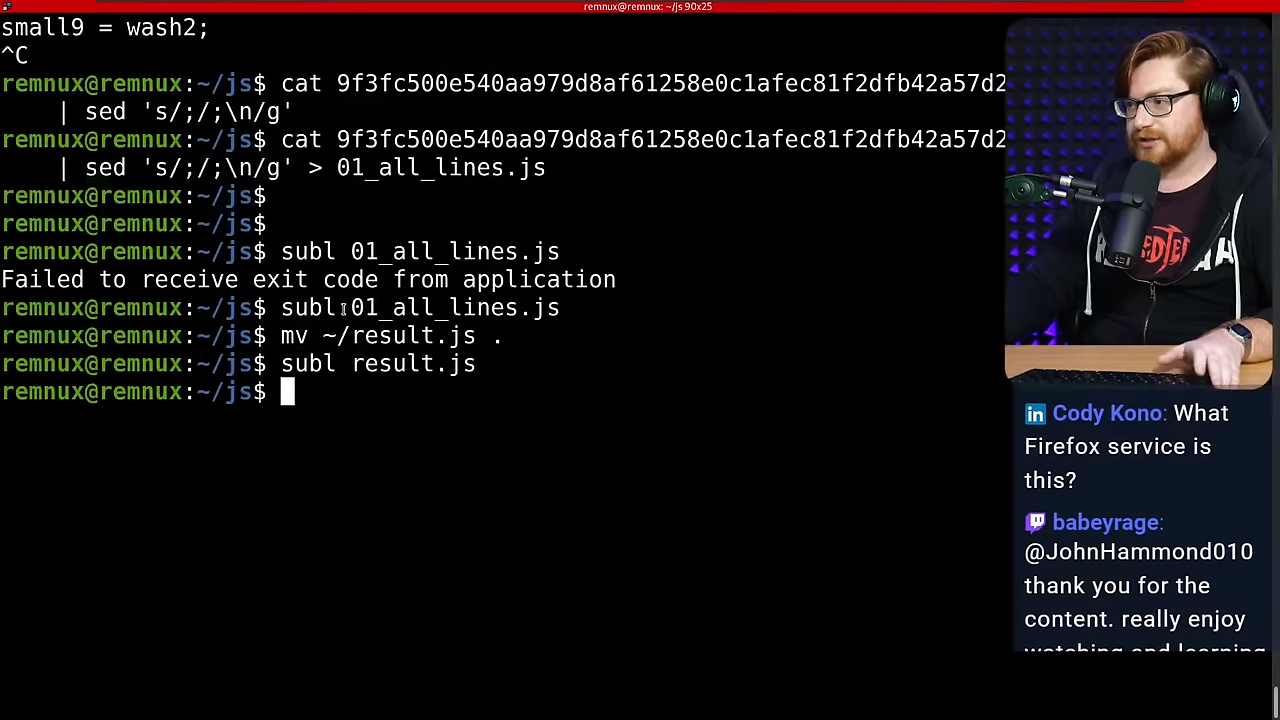 remnux@remnux: ~/js 90x25
small9 = wash2;
^C
remnux@remnux:~/js$ cat 9f3fc500e540aa979d8af61258e0c1afec81f2dfb42a57d2
| sed 's/;/;\n/g'
remnux@remnux:~/js$ cat 9f3fc500e540aa979d8af61258e0c1afec81f2dfb42a57d2
| sed 's/;/;\n/g' > 01_all_lines.js
remnux@remnux:~/js$
remnux@remnux:~/js$
remnux@remnux:~/js$ subl 01_all_lines.js
Failed to receive exit code from application
remnux@remnux:~/js$ subl 01_all_lines.js
remnux@remnux:~/js$ mv ~/result.js .
remnux@remnux:~/js$ subl result.js
remnux@remnux:~/js$
in Cody Kono: What
Firefox service is
this?
babeyrage:
@JohnHammond010
thank you for the
content. really enjoy
watching and learning